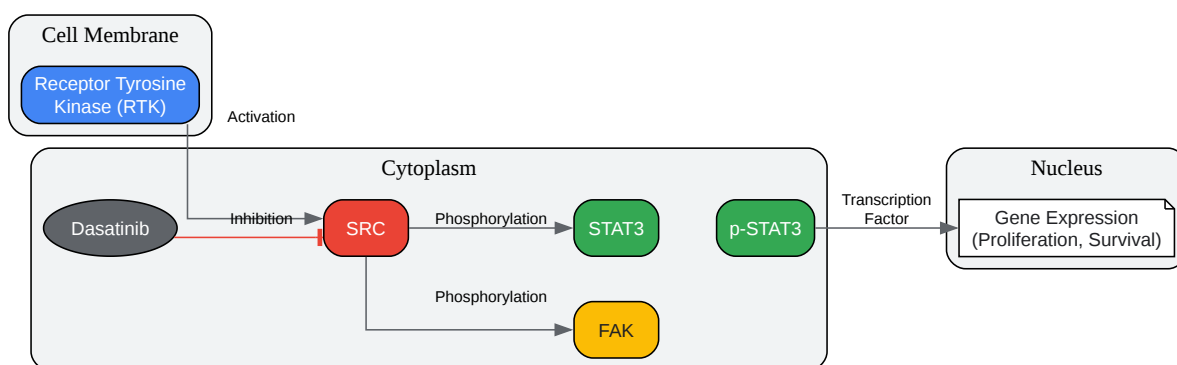 Cell Membrane
Receptor Tyrosine
Kinase (RTK)
Activation
Cytoplasm
Nucleus
Dasatinib
Inhibition
SRC
Phosphorylation
STAT3
p-STAT3
Transcription
Factor
Gene Expression
(Proliferation, Survival)
Phosphorylation
FAK